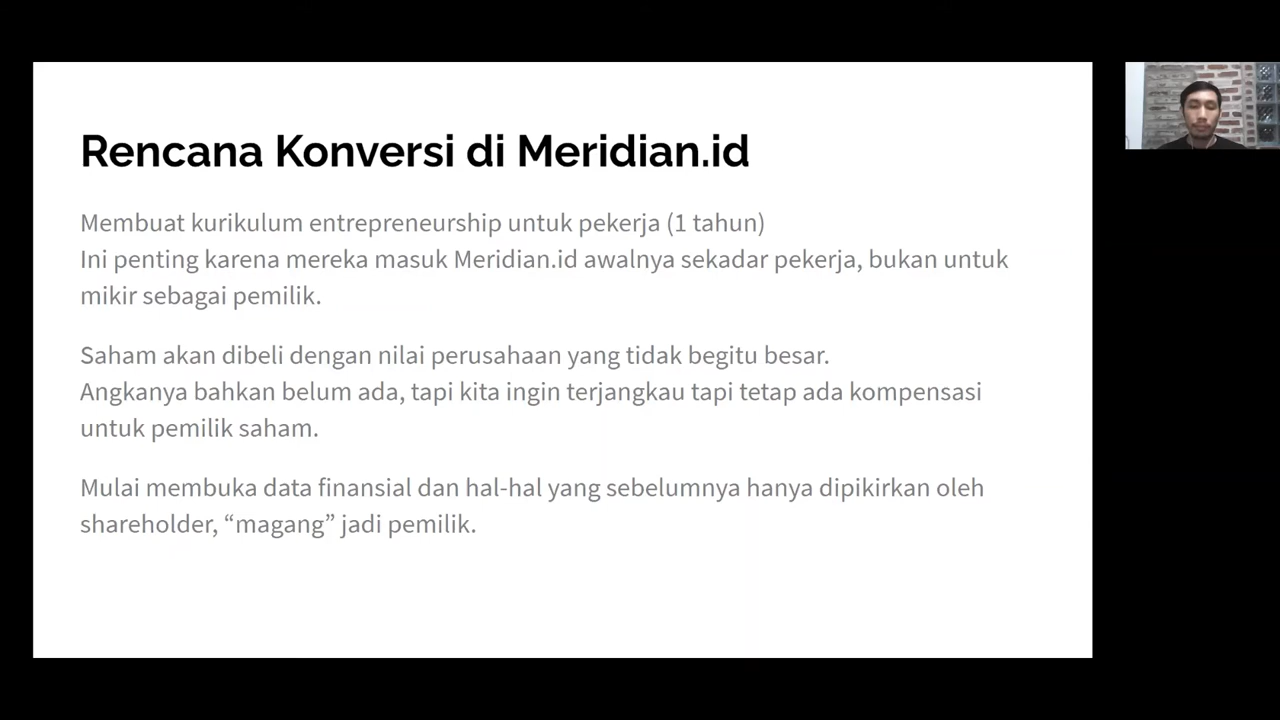 Rencana Konversi di Meridian.id
Membuat kurikulum entrepreneurship untuk pekerja (1 tahun)
Ini penting karena mereka masuk Meridian.id awalnya sekadar pekerja, bukan untuk
mikir sebagai pemilik.
Saham akan dibeli dengan nilai perusahaan yang tidak begitu besar.
Angkanya bahkan belum ada, tapi kita ingin terjangkau tapi tetap ada kompensasi
untuk pemilik saham.
Mulai membuka data finansial dan hal-hal yang sebelumnya hanya dipikirkan oleh
shareholder, “magang” jadi pemilik.